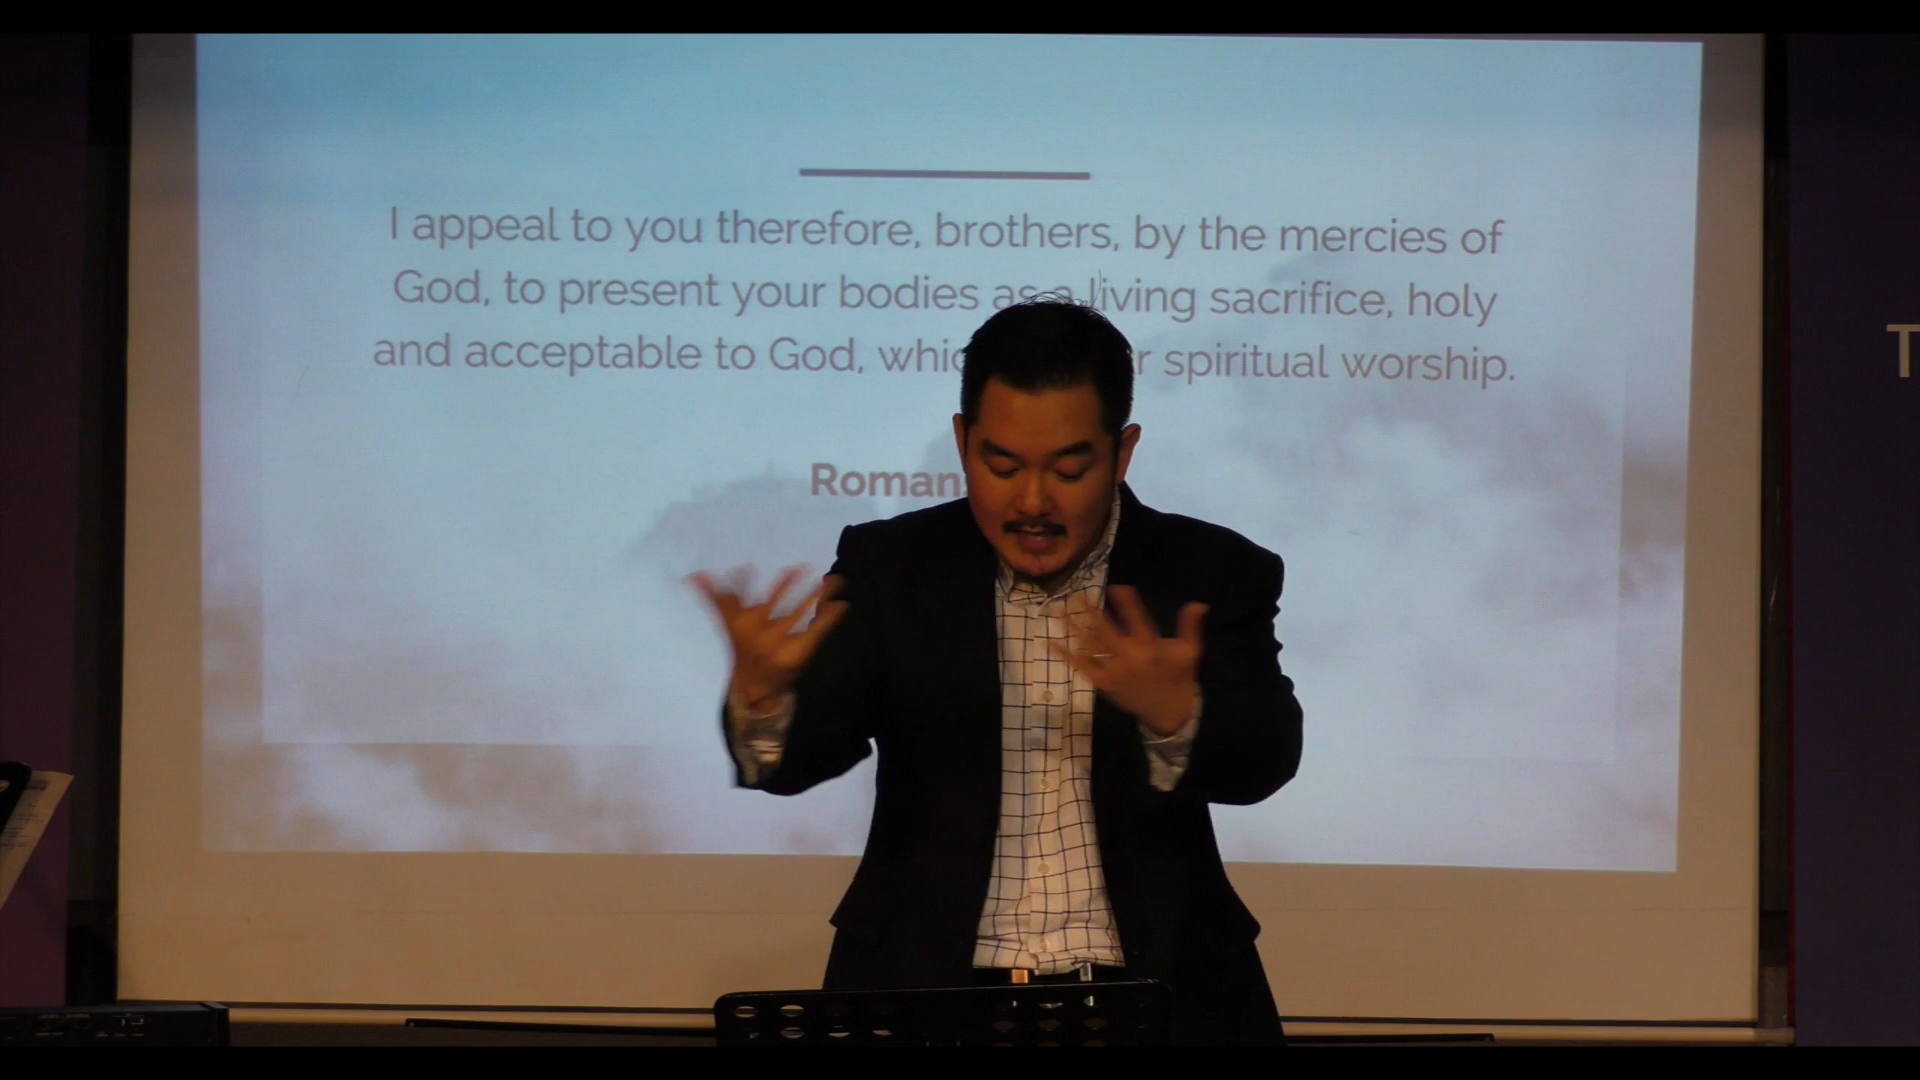 I appeal to you therefore, brothers, by the mercies of
God, to present your bodies as a living sacrifice, holy
and acceptable to God, spiritual worship.
Romans
T